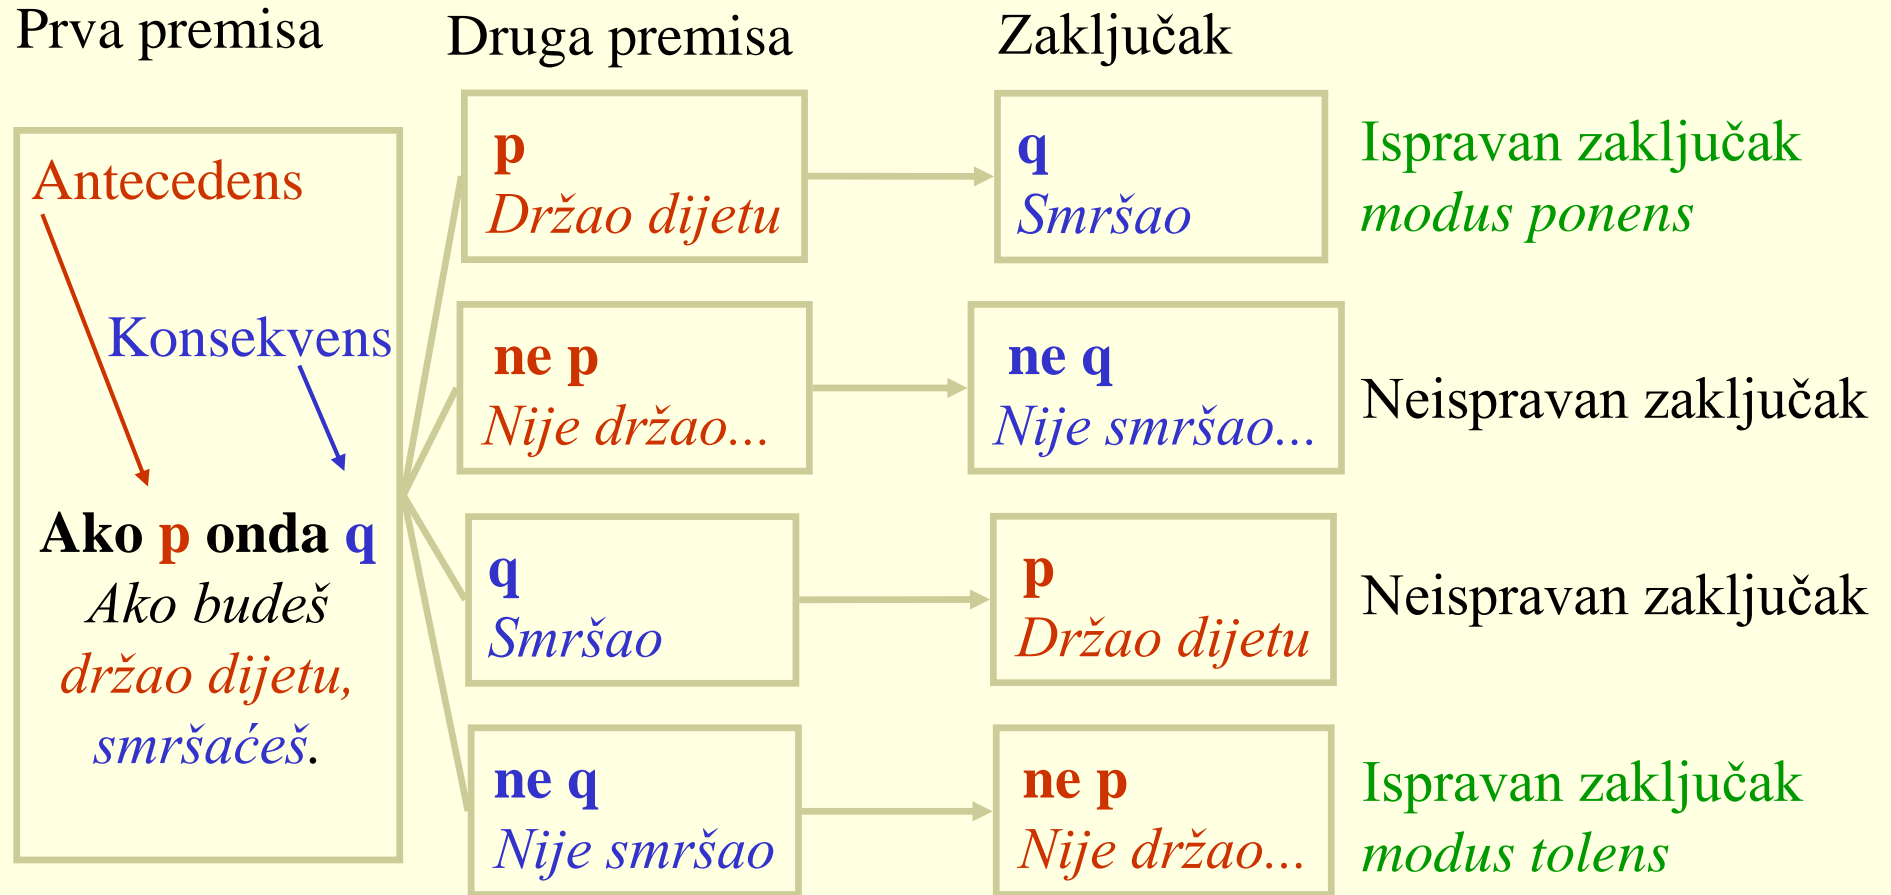 Prva premisa
Druga premisa
Zaključak
Antecedens
Konsekvens
Ako p onda q
Ako budeš
držao dijetu,
smršaćeš.
p
Držao dijetu
q
Smršao
Ispravan zaključak
modus ponens
ne p
Nije držao...
ne q
Nije smršao...
Neispravan zaključak
q
Smršao
p
Držao dijetu
Neispravan zaključak
ne q
Nije smršao
ne p
Nije držao...
Ispravan zaključak
modus tolens